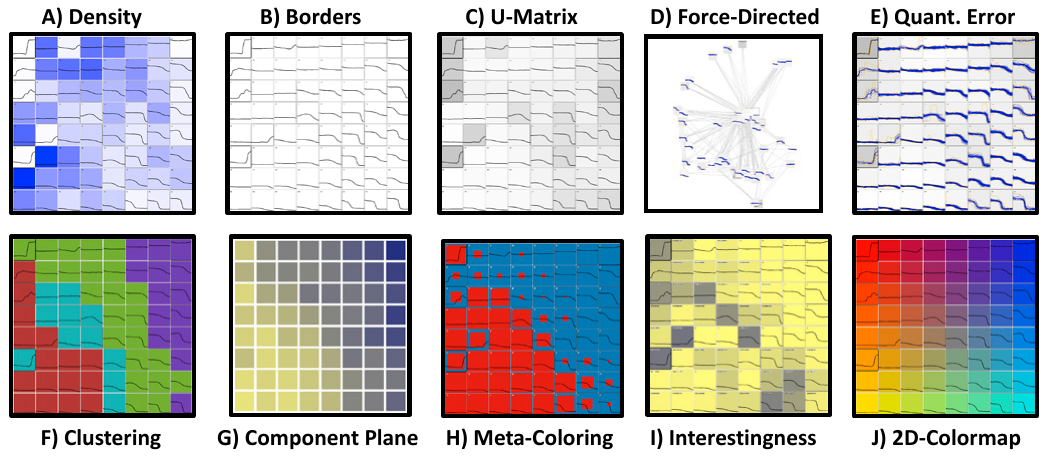 A) Density
B) Borders
C) U-Matrix
D) Force-Directed
E) Quant. Error
F) Clustering
G) Component Plane
H) Meta-Coloring
I) Interestingness
J) 2D-Colormap